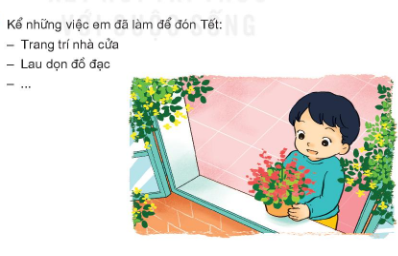 Kể những việc em đã làm để đón Tết:
– Trang trí nhà cửa
– Lau dọn đồ đạc
– ...